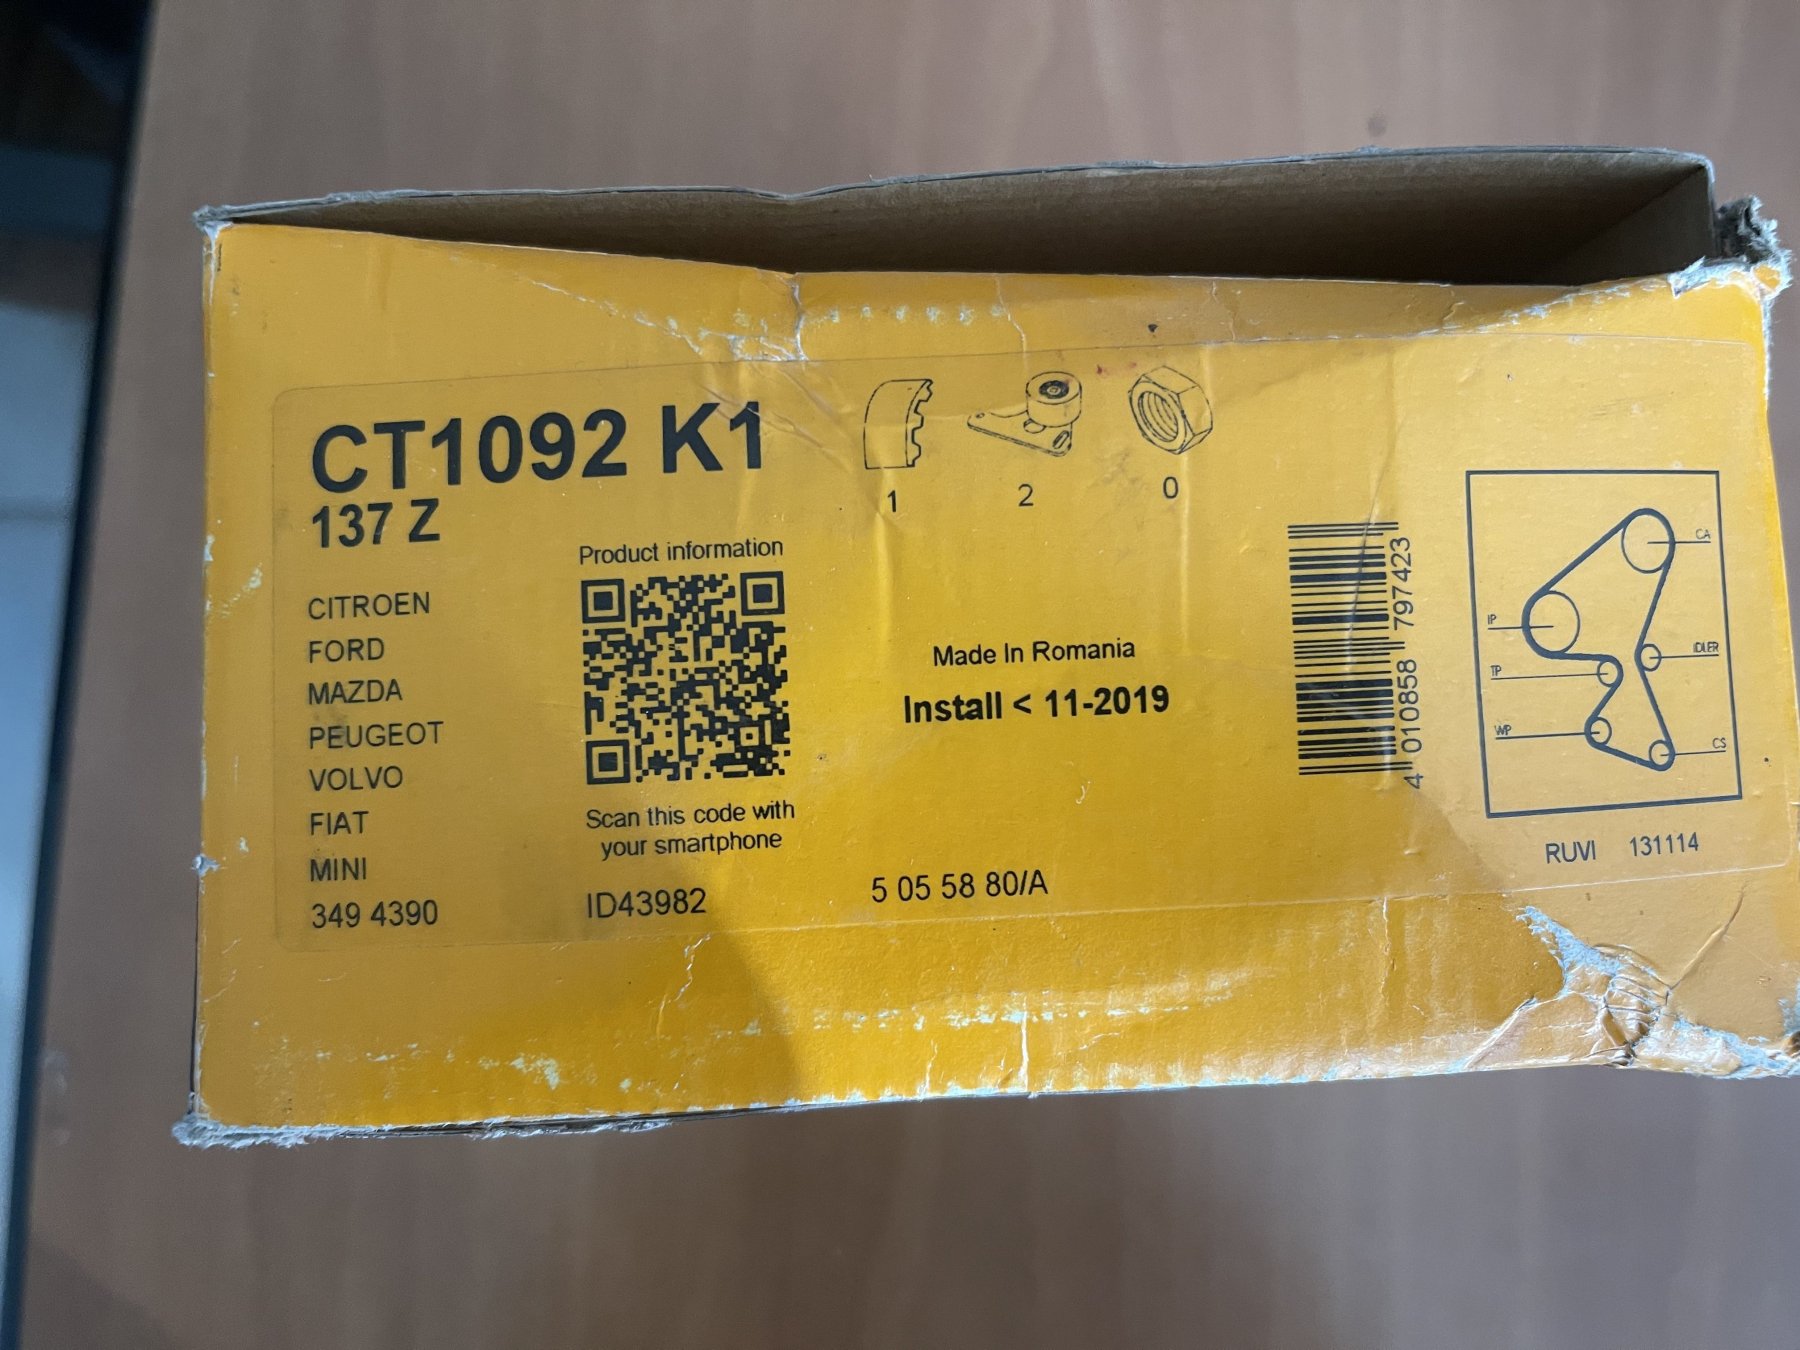 CT1092 K1
137 Z
1
2
0
CITROEN
FORD
MAZDA
PEUGEOT
VOLVO
FIAT
MINI
349 4390
Product information
Scan this code with
your smartphone
ID43982
Made In Romania
Install < 11-2019
5 05 58 80/A
4 010858 797423
CA
IP
IDLER
TP
WP
CS
RUVI 131114